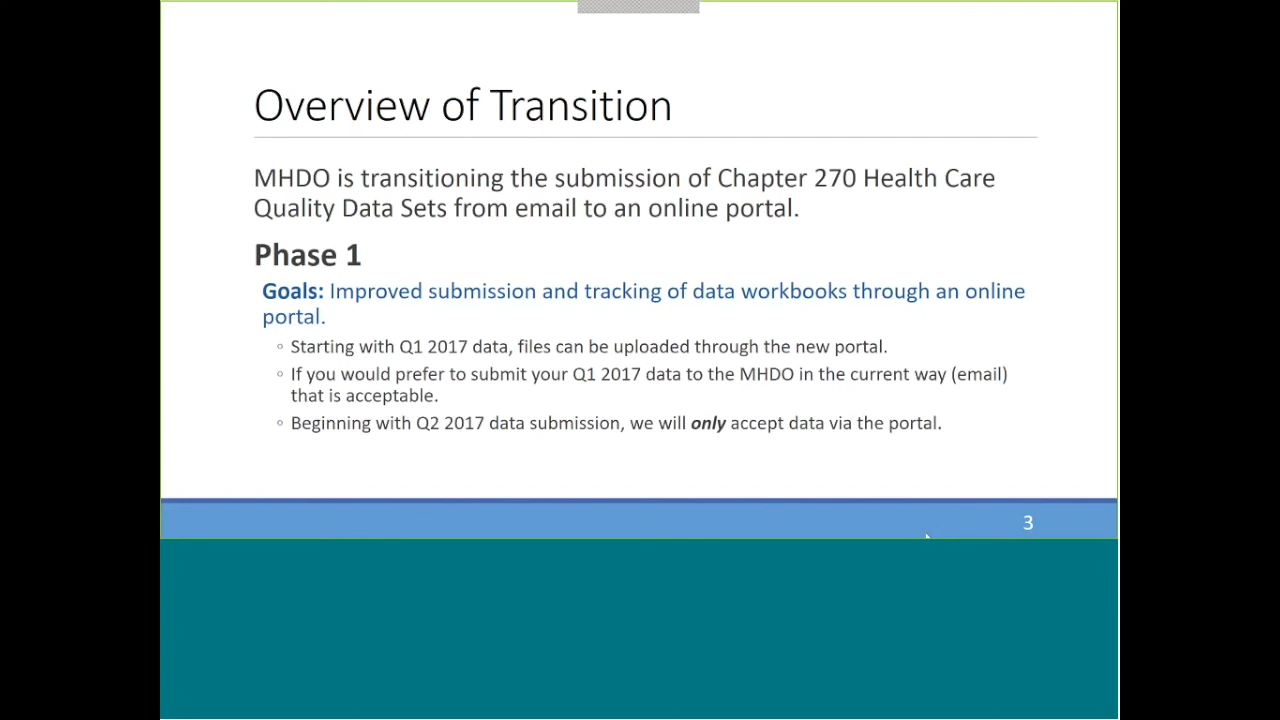 Overview of Transition
MHDO is transitioning the submission of Chapter 270 Health Care
Quality Data Sets from email to an online portal.
Phase 1
Goals: Improved submission and tracking of data workbooks through an online
portal.
◦ Starting with Q1 2017 data, files can be uploaded through the new portal.
◦ If you would prefer to submit your Q1 2017 data to the MHDO in the current way (email)
that is acceptable.
◦ Beginning with Q2 2017 data submission, we will only accept data via the portal.
3